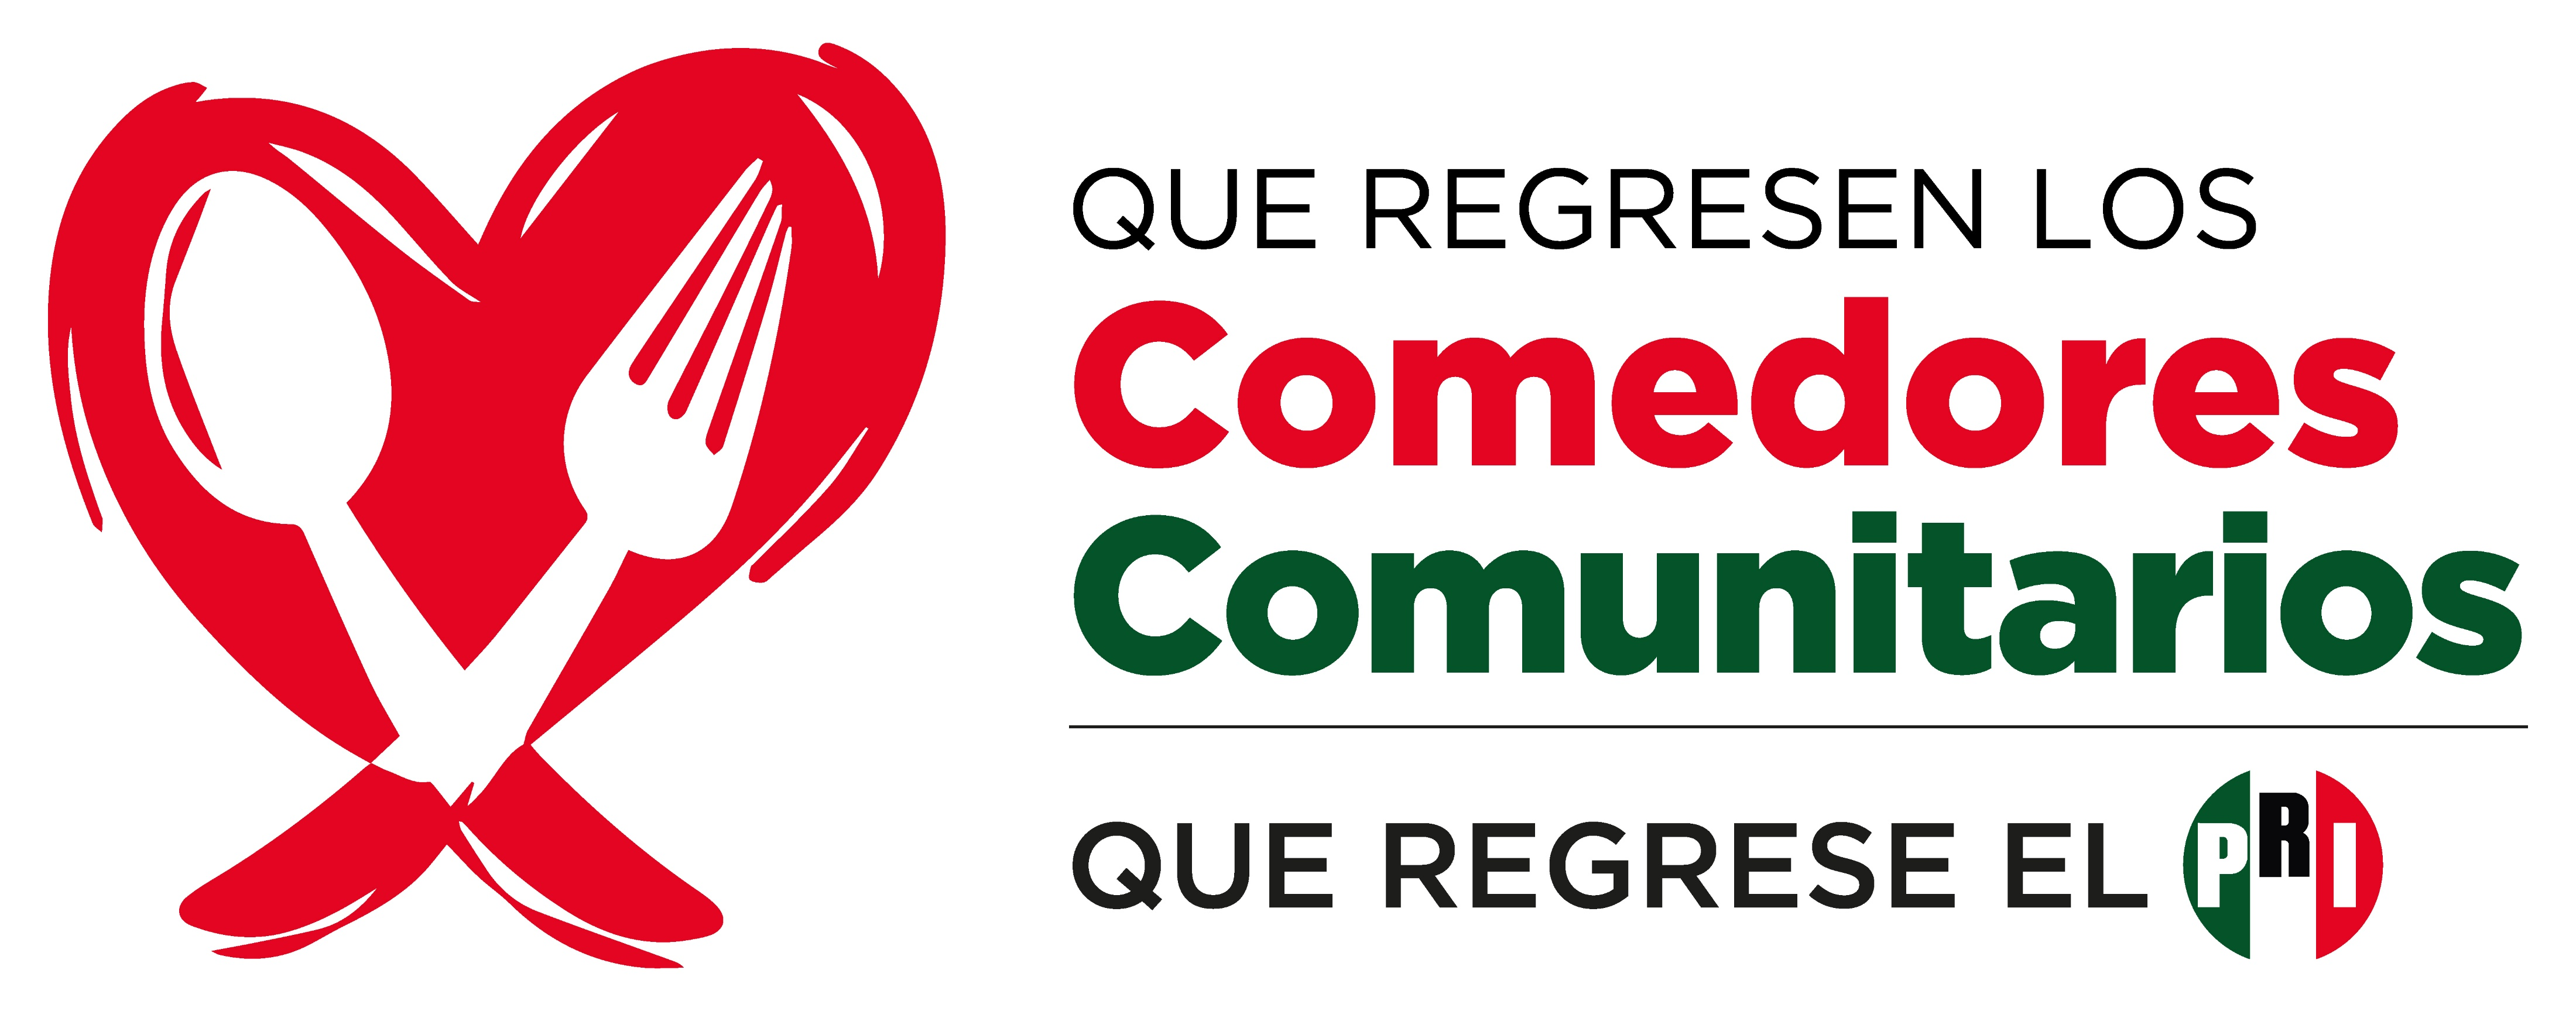 QUE REGRESEN LOS
Comedores
Comunitarios
QUE REGRESE EL PRI